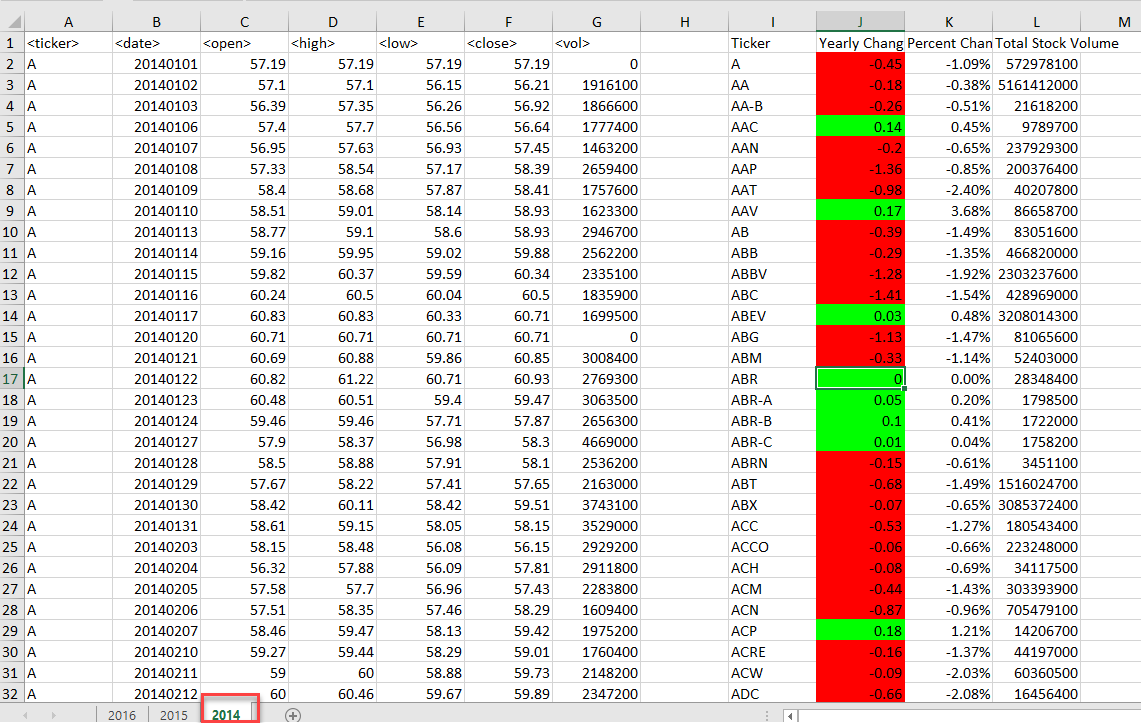 A B C D E F G H I J K L M
1 <ticker> <date> <open> <high> <low> <close> <vol> Ticker Yearly Chang Percent Chan Total Stock Volume
2 A 20140101 57.19 57.19 57.19 57.19 0 A -0.45 -1.09% 572978100
3 A 20140102 57.1 57.1 56.15 56.21 1916100 AA -0.18 -0.38% 5161412000
4 A 20140103 56.39 57.35 56.26 56.92 1866600 AA-B -0.26 -0.51% 21618200
5 A 20140106 57.4 57.7 56.56 56.64 1777400 AAC 0.14 0.45% 9789700
6 A 20140107 56.95 57.63 56.93 57.45 1463200 AAN -0.2 -0.65% 237929300
7 A 20140108 57.33 58.54 57.17 58.39 2659400 AAP -1.36 -0.85% 200376400
8 A 20140109 58.4 58.68 57.87 58.41 1757600 AAT -0.98 -2.40% 40207800
9 A 20140110 58.51 59.01 58.14 58.93 1623300 AAV 0.17 3.68% 86658700
10 A 20140113 58.77 59.1 58.6 58.93 2946700 AB -0.39 -1.49% 83051600
11 A 20140114 59.16 59.95 59.02 59.88 2562200 ABB -0.29 -1.35% 466820000
12 A 20140115 59.82 60.37 59.59 60.34 2335100 ABBV -1.28 -1.92% 2303237600
13 A 20140116 60.24 60.5 60.04 60.5 1835900 ABC -1.41 -1.54% 428969000
14 A 20140117 60.83 60.83 60.33 60.71 1699500 ABEV 0.03 0.48% 3208014300
15 A 20140120 60.71 60.71 60.71 60.71 0 ABG -1.13 -1.47% 81065600
16 A 20140121 60.69 60.88 59.86 60.85 3008400 ABM -0.33 -1.14% 52403000
17 A 20140122 60.82 61.22 60.71 60.93 2769300 ABR 0 0.00% 28348400
18 A 20140123 60.48 60.51 59.4 59.47 3063500 ABR-A 0.05 0.20% 1798500
19 A 20140124 59.46 59.46 57.71 57.87 2656300 ABR-B 0.1 0.41% 1722000
20 A 20140127 57.9 58.37 56.98 58.3 4669000 ABR-C 0.01 0.04% 1758200
21 A 20140128 58.5 58.88 57.91 58.1 2536200 ABRN -0.15 -0.61% 3451100
22 A 20140129 57.67 58.22 57.41 57.65 2163000 ABT -0.68 -1.49% 1516024700
23 A 20140130 58.42 60.11 58.42 59.51 3743100 ABX -0.07 -0.65% 3085372400
24 A 20140131 58.61 59.15 58.05 58.15 3529000 ACC -0.53 -1.27% 180543400
25 A 20140203 58.15 58.48 56.08 56.15 2929200 ACCO -0.06 -0.66% 223248000
26 A 20140204 56.32 57.88 56.09 57.81 2911800 ACH -0.08 -0.69% 34117500
27 A 20140205 57.58 57.7 56.96 57.43 2283800 ACM -0.44 -1.43% 303393900
28 A 20140206 57.51 58.35 57.46 58.29 1609400 ACN -0.87 -0.96% 705479100
29 A 20140207 58.46 59.47 58.13 59.42 1975200 ACP 0.18 1.21% 14206700
30 A 20140210 59.27 59.44 58.29 59.01 1760400 ACRE -0.16 -1.37% 44197000
31 A 20140211 59 60 58.88 59.73 2148200 ACW -0.09 -2.03% 60360500
32 A 20140212 60 60.46 59.67 59.89 2347200 ADC -0.66 -2.08% 16456400
2016 2015 2014